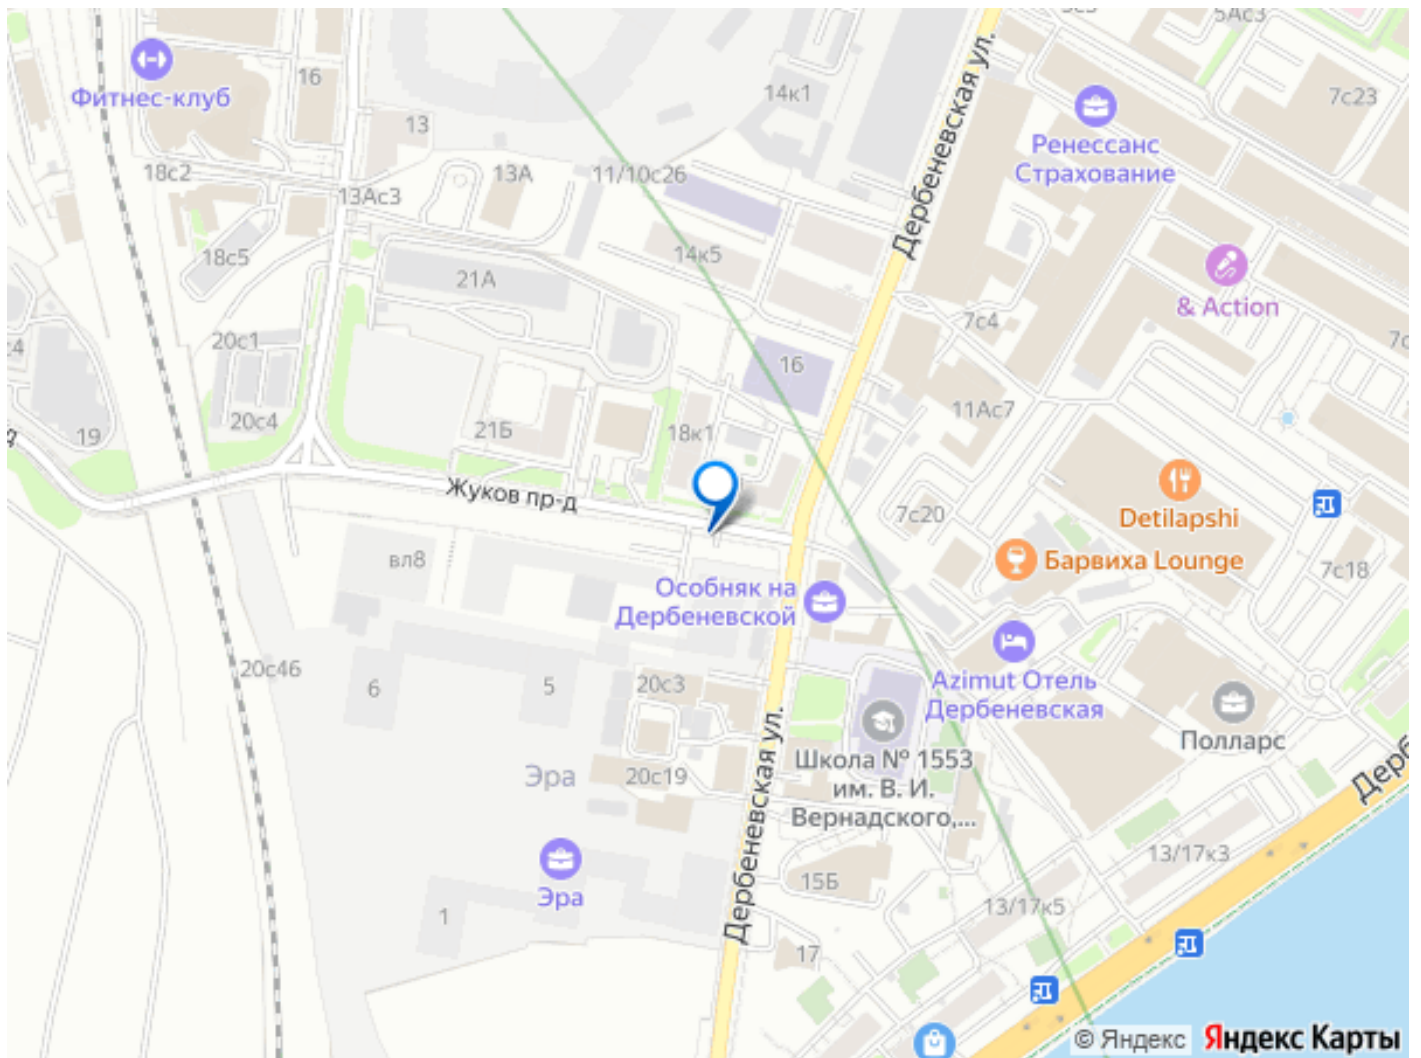 5Ас3
Фитнес-клуб
16
14к1
7с23
Дербеневская ул.
13
Ренессанс
Страхование
18с2
13А
11/10с26
13Ас3
18с5
14к5
21А
& Action
7с4
20с1
16
11Ас7
20с4
19
21Б
18к1
Жуков пр-д
7с20
Detilapshi
вл8
Барвиха Lounge
7с18
Особняк на
Дербеневской
20с46
6
5
20с3
Azimut Отель
Дербеневская
Дербеневская ул.
Полларс
Эра
20с19
Школа № 1553
им. В. И.
Вернадского,...
Дерб
13/17к3
15Б
Эра
1
13/17к5
17
© Яндекс
Яндекс Карты